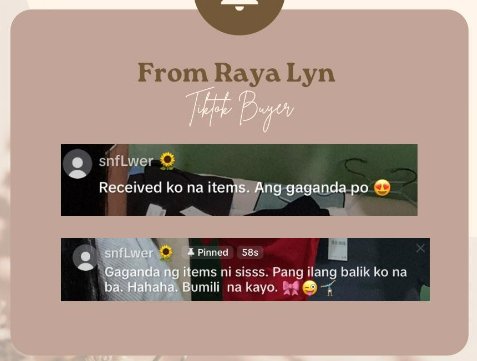 From Raya Lyn
Tiktok Buyer
snfLwer 🌻
Received ko na items. Ang gaganda po 😍
snfLwer 🌻 Pinned 58s
Gaganda ng items ni sisss. Pang ilang balik ko na
ba. Hahaha. Bumili na kayo. 🎀😜🤸